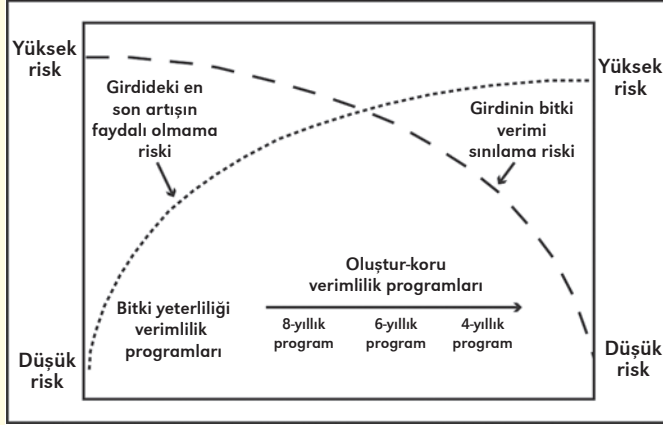 Yüksek
risk
Girdideki en
son artışın
faydalı olmama
riski
Girdinin bitki
verimi
sınılama riski
Yüksek
risk
Oluştur-koru
verimlilik programları
Bitki yeterliliği
verimlilik
programları
8-yıllık
program
6-yıllık
program
4-yıllık
program
Düşük
risk
Düşük
risk